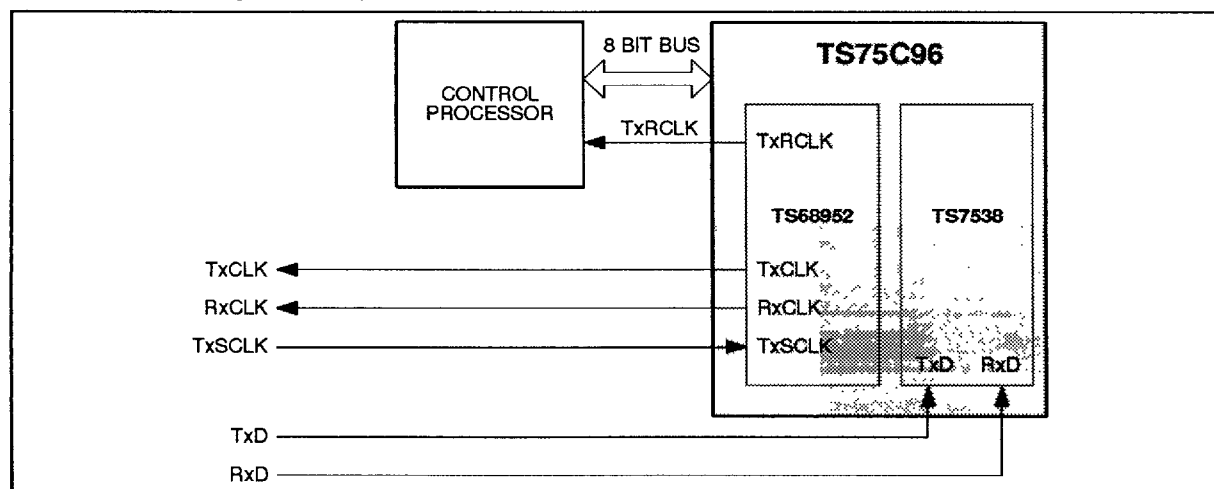 8 BIT BUS
TS75C96
CONTROL
PROCESSOR
TxRCLK
TxRCLK
TS68952
TS7538
TxCLK
TxCLK
RxCLK
RxCLK
TxSCLK
TxSCLK
TxD
RxD
TxD
RxD